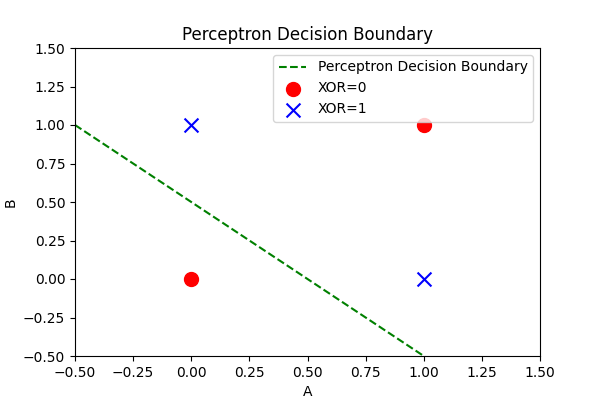 Perceptron Decision Boundary
Perceptron Decision Boundary
XOR=0
XOR=1
1.50
1.25
1.00
0.75
0.50
0.25
0.00
−0.25
−0.50
B
−0.50 −0.25 0.00 0.25 0.50 0.75 1.00 1.25 1.50
A